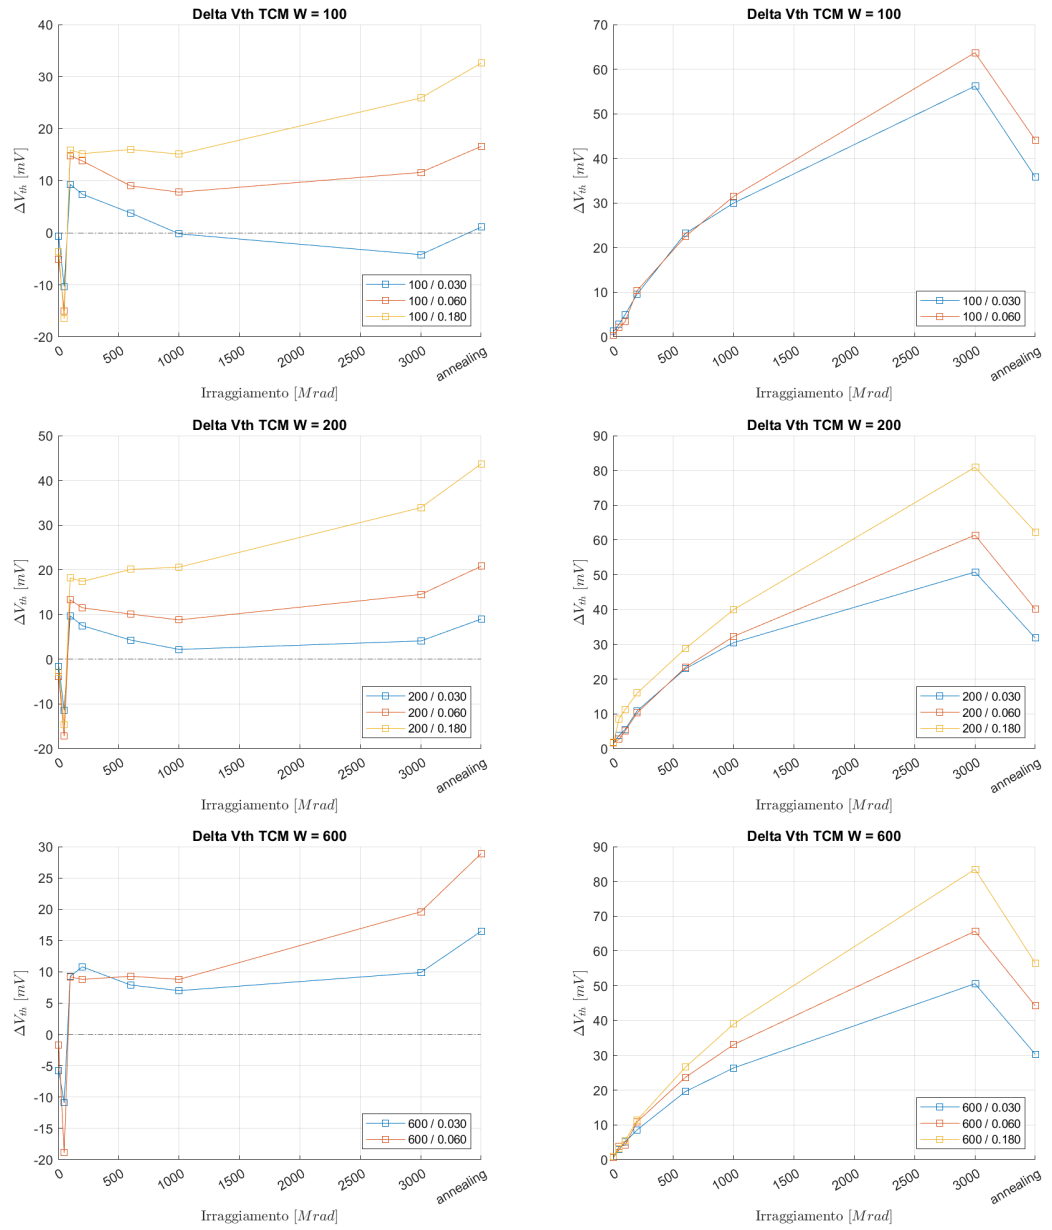 Delta Vth TCM W = 100
40
30
20
10
0
-10
-20
ΔV_th [mV]
100 / 0.030
100 / 0.060
100 / 0.180
0 500 1000 1500 2000 2500 3000 annealing
Irraggiamento [Mrad]
Delta Vth TCM W = 100
70
60
50
40
30
20
10
0
ΔV_th [mV]
100 / 0.030
100 / 0.060
0 500 1000 1500 2000 2500 3000 annealing
Irraggiamento [Mrad]
Delta Vth TCM W = 200
50
40
30
20
10
0
-10
-20
ΔV_th [mV]
200 / 0.030
200 / 0.060
200 / 0.180
0 500 1000 1500 2000 2500 3000 annealing
Irraggiamento [Mrad]
Delta Vth TCM W = 200
90
80
70
60
50
40
30
20
10
0
ΔV_th [mV]
200 / 0.030
200 / 0.060
200 / 0.180
0 500 1000 1500 2000 2500 3000 annealing
Irraggiamento [Mrad]
Delta Vth TCM W = 600
30
25
20
15
10
5
0
-5
-10
-15
-20
ΔV_th [mV]
600 / 0.030
600 / 0.060
0 500 1000 1500 2000 2500 3000 annealing
Irraggiamento [Mrad]
Delta Vth TCM W = 600
90
80
70
60
50
40
30
20
10
0
ΔV_th [mV]
600 / 0.030
600 / 0.060
600 / 0.180
0 500 1000 1500 2000 2500 3000 annealing
Irraggiamento [Mrad]